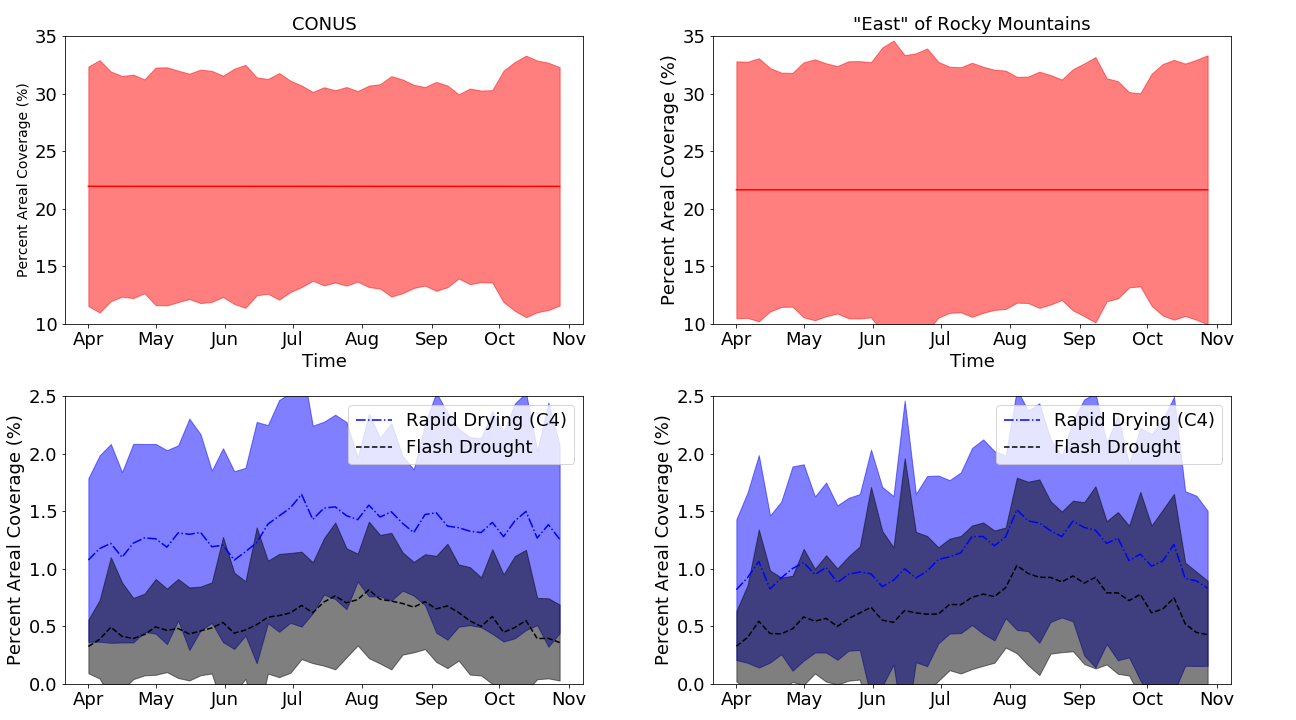 CONUS
"East" of Rocky Mountains
Percent Areal Coverage (%)
35
30
25
20
15
10
Apr May Jun Jul Aug Sep Oct Nov
Time
Percent Areal Coverage (%)
35
30
25
20
15
10
Apr May Jun Jul Aug Sep Oct Nov
Time
Percent Areal Coverage (%)
2.5
2.0
1.5
1.0
0.5
0.0
Rapid Drying (C4)
Flash Drought
Apr May Jun Jul Aug Sep Oct Nov
Percent Areal Coverage (%)
2.5
2.0
1.5
1.0
0.5
0.0
Rapid Drying (C4)
Flash Drought
Apr May Jun Jul Aug Sep Oct Nov